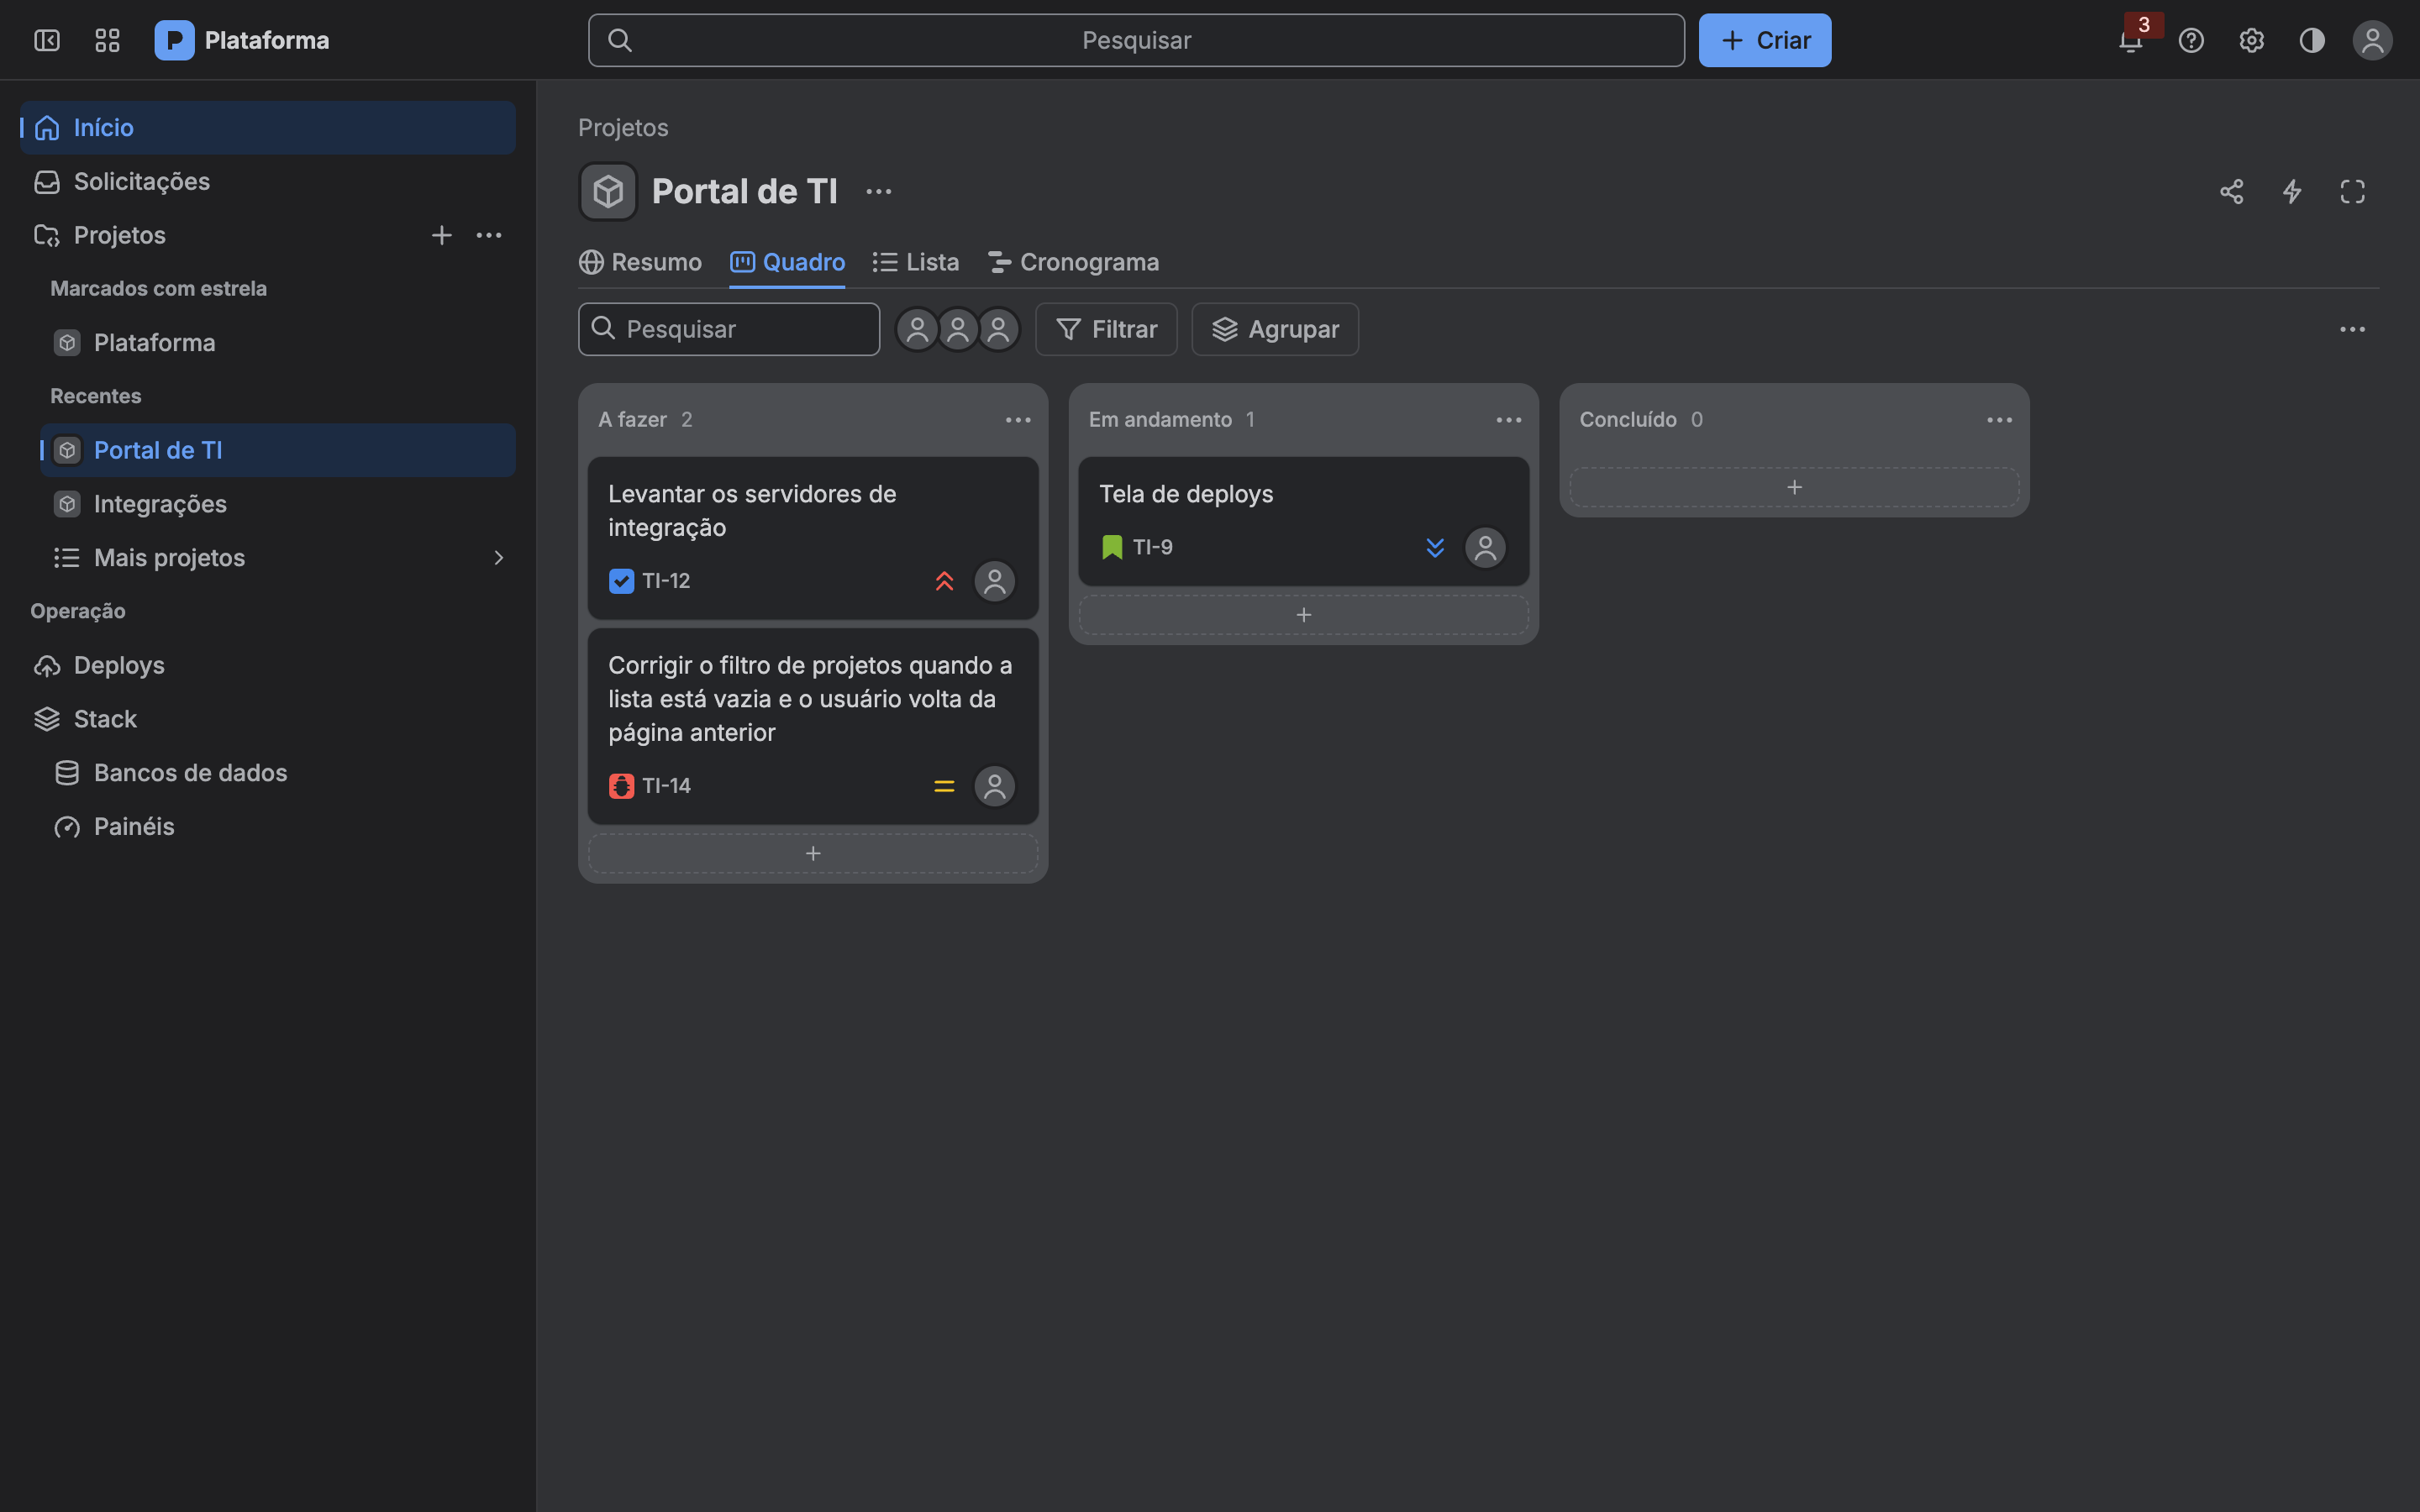 Plataforma
Pesquisar
Criar
3
Início
Solicitações
Projetos
Marcados com estrela
Plataforma
Recentes
Portal de TI
Integrações
Mais projetos
Operação
Deploys
Stack
Bancos de dados
Painéis
Projetos
Portal de TI
Resumo
Quadro
Lista
Cronograma
Pesquisar
Filtrar
Agrupar
A fazer 2
Levantar os servidores de
integração
TI-12
Corrigir o filtro de projetos quando a
lista está vazia e o usuário volta da
página anterior
TI-14
Em andamento 1
Tela de deploys
TI-9
Concluído 0